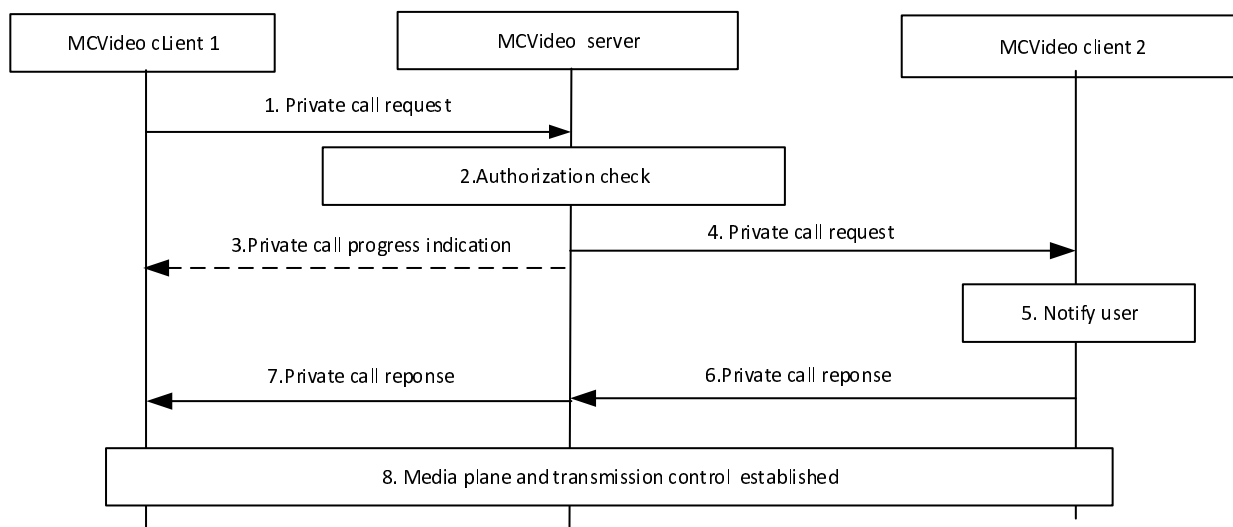 MCVideo cLient 1
MCVideo server
MCVideo client 2
1. Private call request
2.Authorization check
3.Private call progress indication
4. Private call request
5. Notify user
6.Private call reponse
7.Private call reponse
8. Media plane and transmission control established